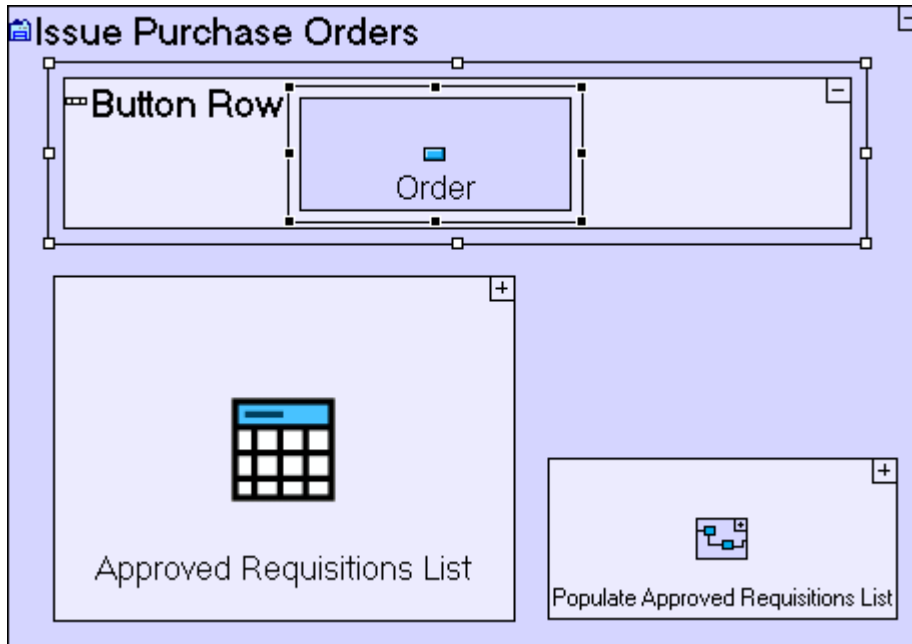 Issue Purchase Orders
Button Row
Order
Approved Requisitions List
Populate Approved Requisitions List